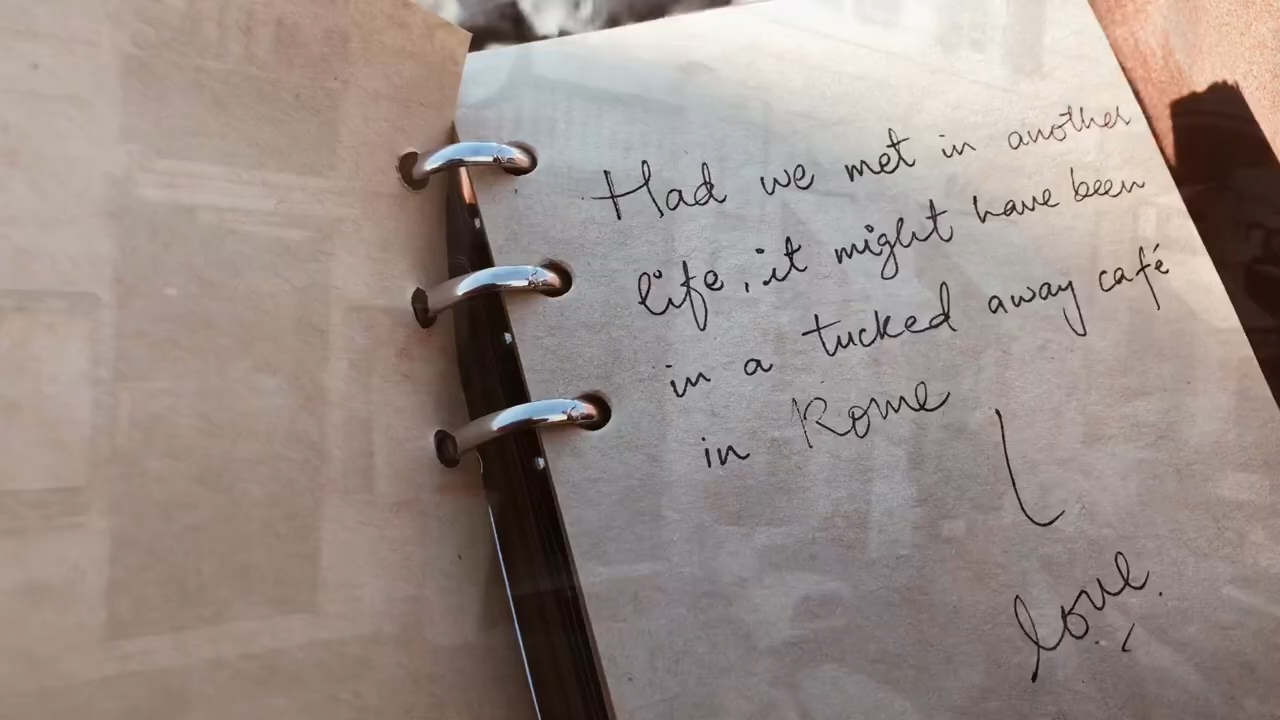 Had we met in another
life, it might have been
in a tucked away café
in Rome
love.